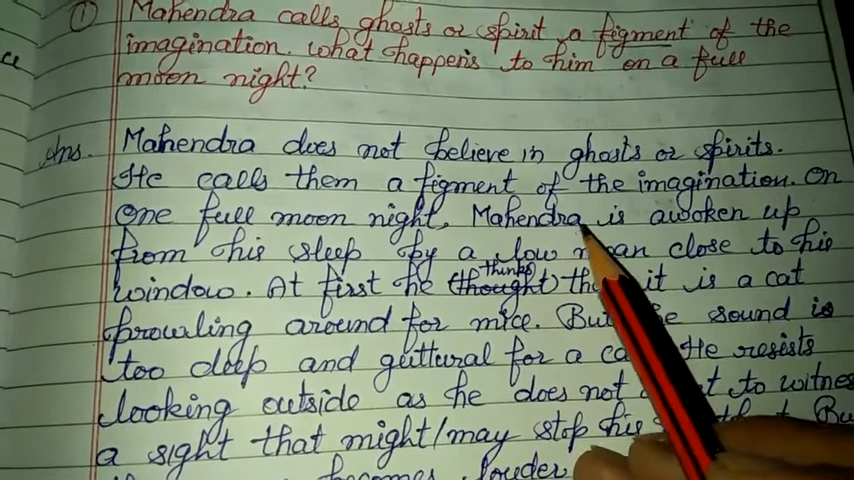 ① Mahendra calls ghosts or spirit a figment of the
imagination. What happens to him on a full
moon night?
Ans. Mahendra does not believe in ghosts or spirits.
He calls them a figment of the imagination. On
one full moon night, Mahendra is awoken up
from his sleep by a low close to his
window. At first he (thought) thinks it is a cat
prowling around for mice. But sound is
too deep and guttural for a He resists
looking outside as he does not to witness
a sight that might/may stop his
becomes louder